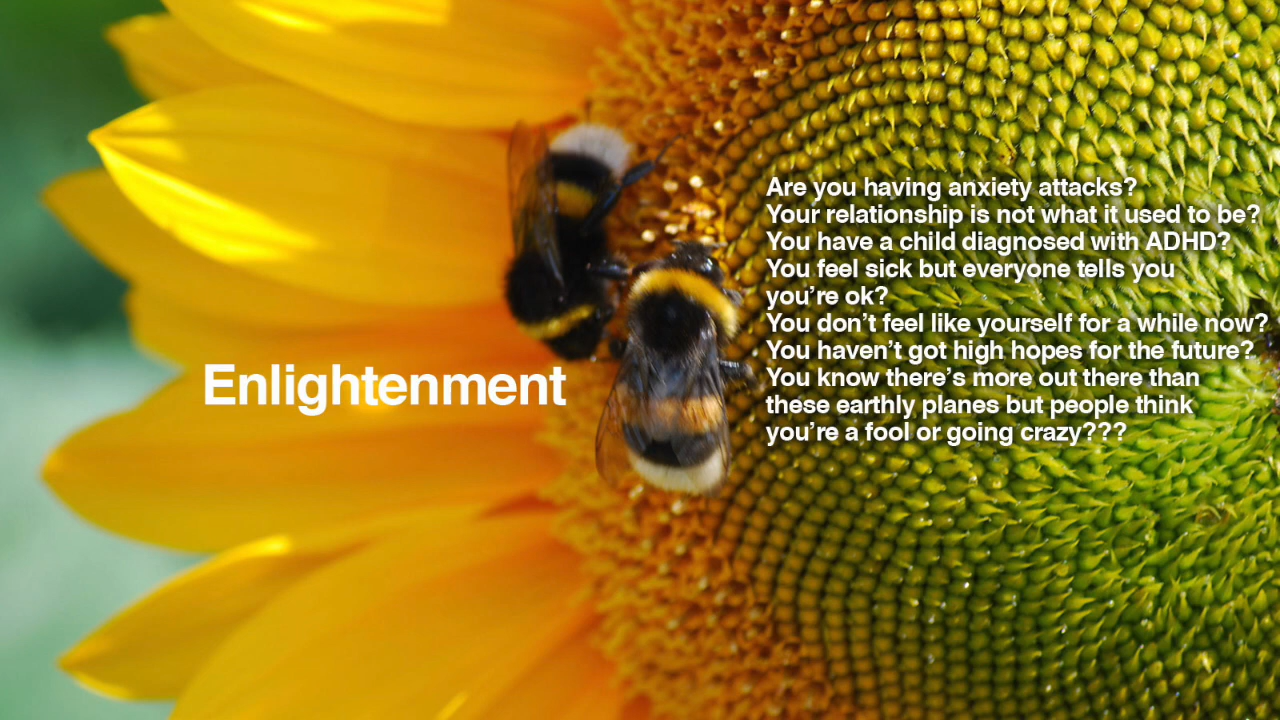 Enlightenment
Are you having anxiety attacks?
Your relationship is not what it used to be?
You have a child diagnosed with ADHD?
You feel sick but everyone tells you
you’re ok?
You don’t feel like yourself for a while now?
You haven’t got high hopes for the future?
You know there’s more out there than
these earthly planes but people think
you’re a fool or going crazy???